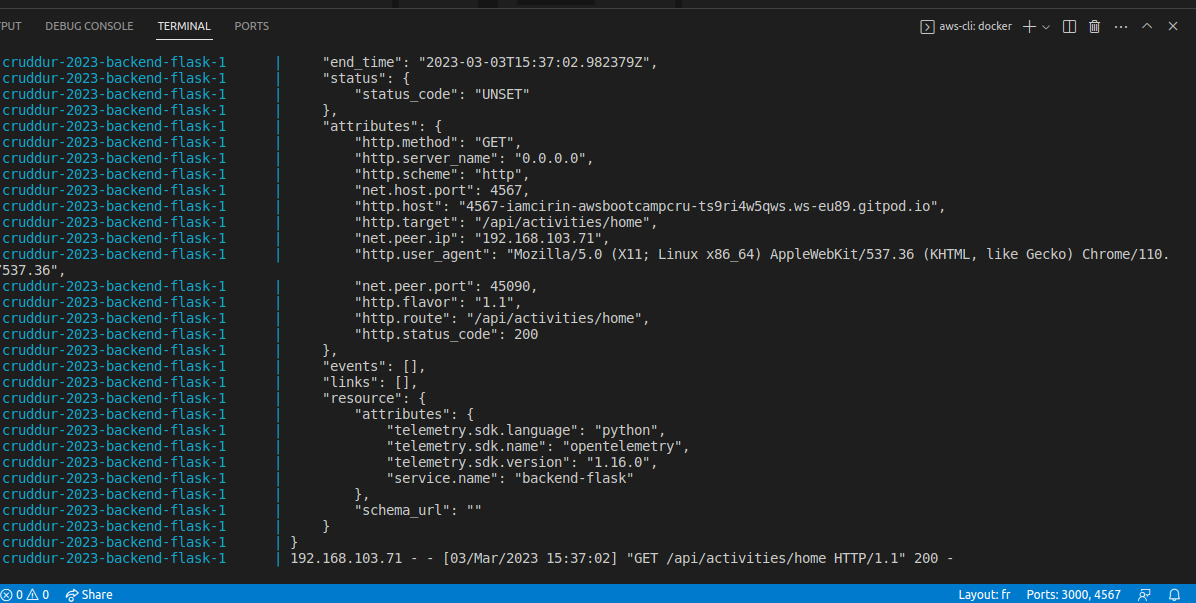 PUT DEBUG CONSOLE TERMINAL PORTS aws-cli: docker
cruddur-2023-backend-flask-1 | "end_time": "2023-03-03T15:37:02.982379Z",
cruddur-2023-backend-flask-1 | "status": {
cruddur-2023-backend-flask-1 | "status_code": "UNSET"
cruddur-2023-backend-flask-1 | },
cruddur-2023-backend-flask-1 | "attributes": {
cruddur-2023-backend-flask-1 | "http.method": "GET",
cruddur-2023-backend-flask-1 | "http.server_name": "0.0.0.0",
cruddur-2023-backend-flask-1 | "http.scheme": "http",
cruddur-2023-backend-flask-1 | "net.host.port": 4567,
cruddur-2023-backend-flask-1 | "http.host": "4567-iamcirin-awsbootcampcru-ts9ri4w5qws.ws-eu89.gitpod.io",
cruddur-2023-backend-flask-1 | "http.target": "/api/activities/home",
cruddur-2023-backend-flask-1 | "net.peer.ip": "192.168.103.71",
cruddur-2023-backend-flask-1 | "http.user_agent": "Mozilla/5.0 (X11; Linux x86_64) AppleWebKit/537.36 (KHTML, like Gecko) Chrome/110.
/537.36",
cruddur-2023-backend-flask-1 | "net.peer.port": 45090,
cruddur-2023-backend-flask-1 | "http.flavor": "1.1",
cruddur-2023-backend-flask-1 | "http.route": "/api/activities/home",
cruddur-2023-backend-flask-1 | "http.status_code": 200
cruddur-2023-backend-flask-1 | },
cruddur-2023-backend-flask-1 | "events": [],
cruddur-2023-backend-flask-1 | "links": [],
cruddur-2023-backend-flask-1 | "resource": {
cruddur-2023-backend-flask-1 | "attributes": {
cruddur-2023-backend-flask-1 | "telemetry.sdk.language": "python",
cruddur-2023-backend-flask-1 | "telemetry.sdk.name": "opentelemetry",
cruddur-2023-backend-flask-1 | "telemetry.sdk.version": "1.16.0",
cruddur-2023-backend-flask-1 | "service.name": "backend-flask"
cruddur-2023-backend-flask-1 | },
cruddur-2023-backend-flask-1 | "schema_url": ""
cruddur-2023-backend-flask-1 | }
cruddur-2023-backend-flask-1 | }
cruddur-2023-backend-flask-1 | 192.168.103.71 - - [03/Mar/2023 15:37:02] "GET /api/activities/home HTTP/1.1" 200 -
0 0 Share Layout: fr Ports: 3000, 4567